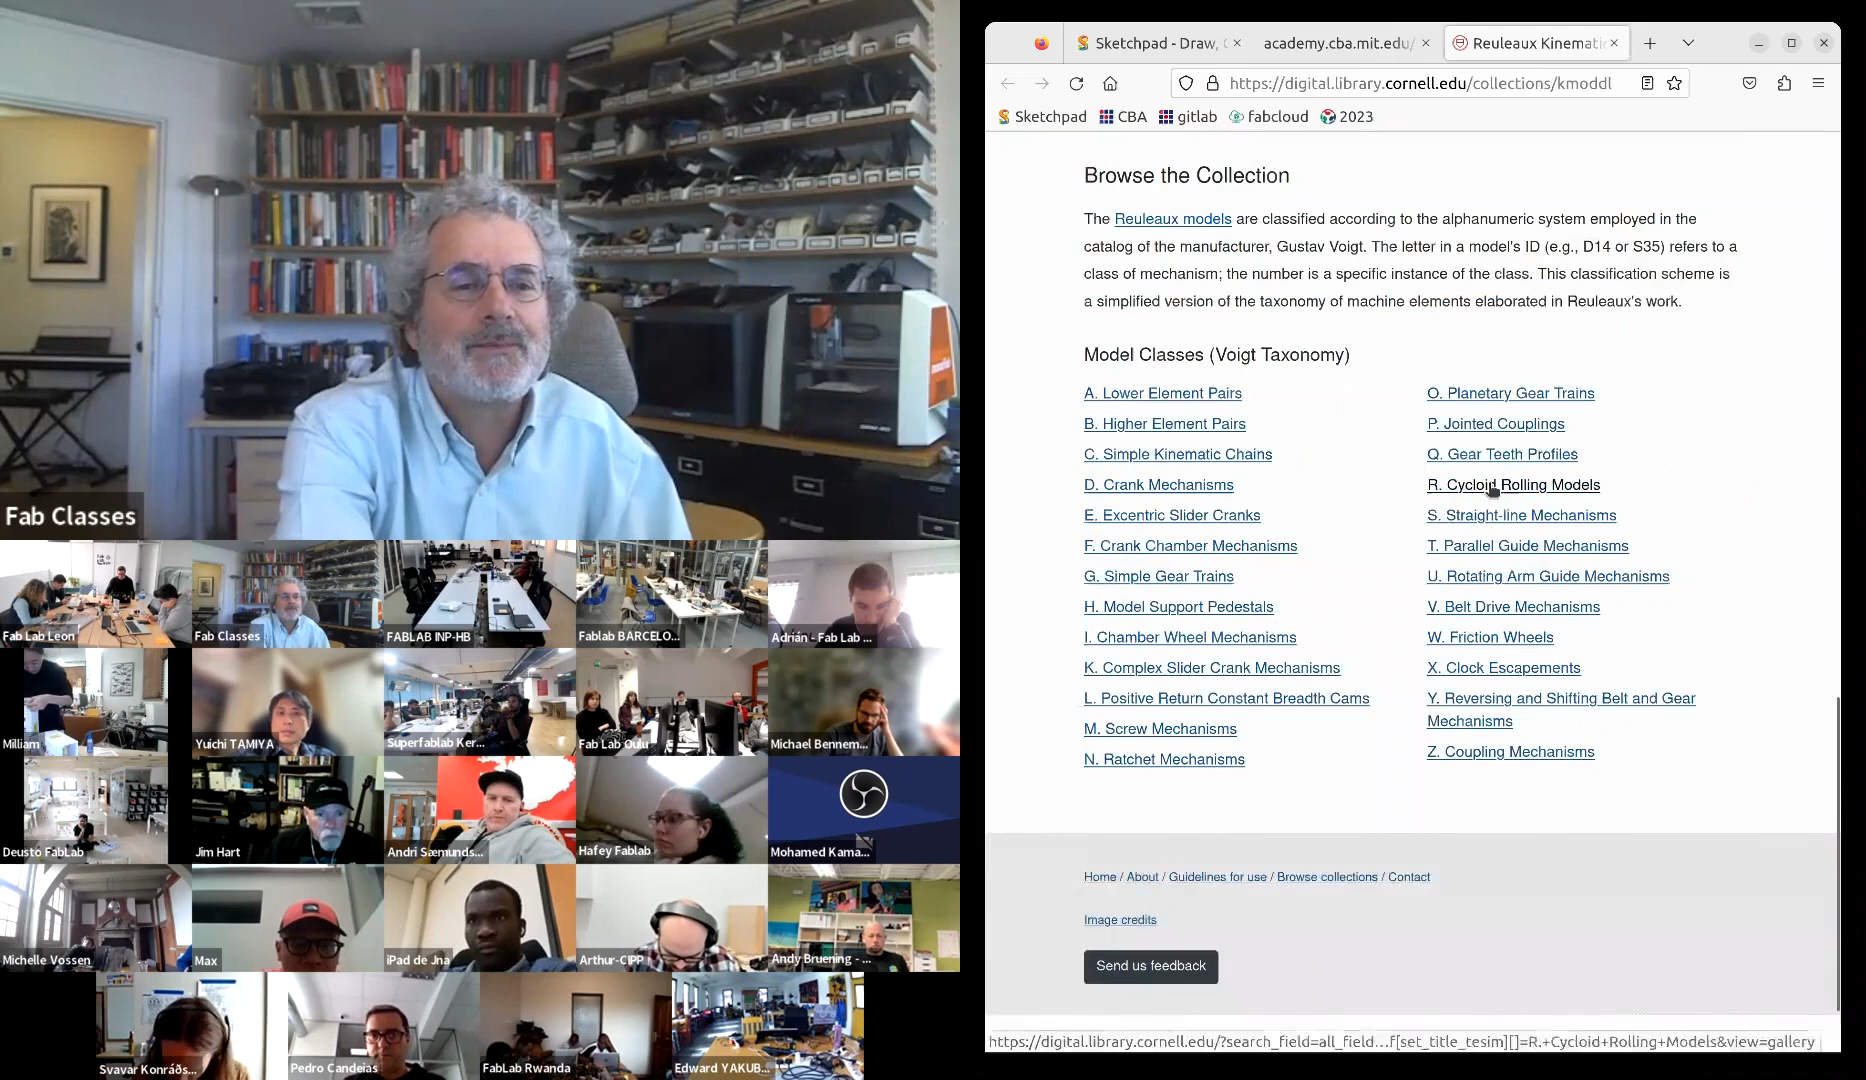 Fab Classes
Fab Lab Leon
Fab Classes
FABLAB INP-HB
Fablab BARCELO...
Adrián - Fab Lab ...
Milliam
Yuichi TAMIYA
Superfablab Ker...
Fab Lab Oulu
Michael Bennem...
Deusto FabLab
Jim Hart
Andri Sæmunds...
Hafey Fablab
Mohamed Kama...
Michelle Vossen
Max
iPad de Jna
Arthur-CIPP
Andy Bruening - ...
Svavar Konráðs...
Pedro Candeias
FabLab Rwanda
Edward YAKUB...
Sketchpad - Draw, 
academy.cba.mit.edu/
Reuleaux Kinemati
https://digital.library.cornell.edu/collections/kmoddl
Sketchpad CBA gitlab fabcloud 2023
Browse the Collection
The Reuleaux models are classified according to the alphanumeric system employed in the
catalog of the manufacturer, Gustav Voigt. The letter in a model's ID (e.g., D14 or S35) refers to a
class of mechanism; the number is a specific instance of the class. This classification scheme is
a simplified version of the taxonomy of machine elements elaborated in Reuleaux's work.
Model Classes (Voigt Taxonomy)
A. Lower Element Pairs
B. Higher Element Pairs
C. Simple Kinematic Chains
D. Crank Mechanisms
E. Excentric Slider Cranks
F. Crank Chamber Mechanisms
G. Simple Gear Trains
H. Model Support Pedestals
I. Chamber Wheel Mechanisms
K. Complex Slider Crank Mechanisms
L. Positive Return Constant Breadth Cams
M. Screw Mechanisms
N. Ratchet Mechanisms
O. Planetary Gear Trains
P. Jointed Couplings
Q. Gear Teeth Profiles
R. Cycloid Rolling Models
S. Straight-line Mechanisms
T. Parallel Guide Mechanisms
U. Rotating Arm Guide Mechanisms
V. Belt Drive Mechanisms
W. Friction Wheels
X. Clock Escapements
Y. Reversing and Shifting Belt and Gear
Mechanisms
Z. Coupling Mechanisms
Home / About / Guidelines for use / Browse collections / Contact
Image credits
Send us feedback
https://digital.library.cornell.edu/?search_field=all_field…f[set_title_tesim][]=R.+Cycloid+Rolling+Models&view=gallery